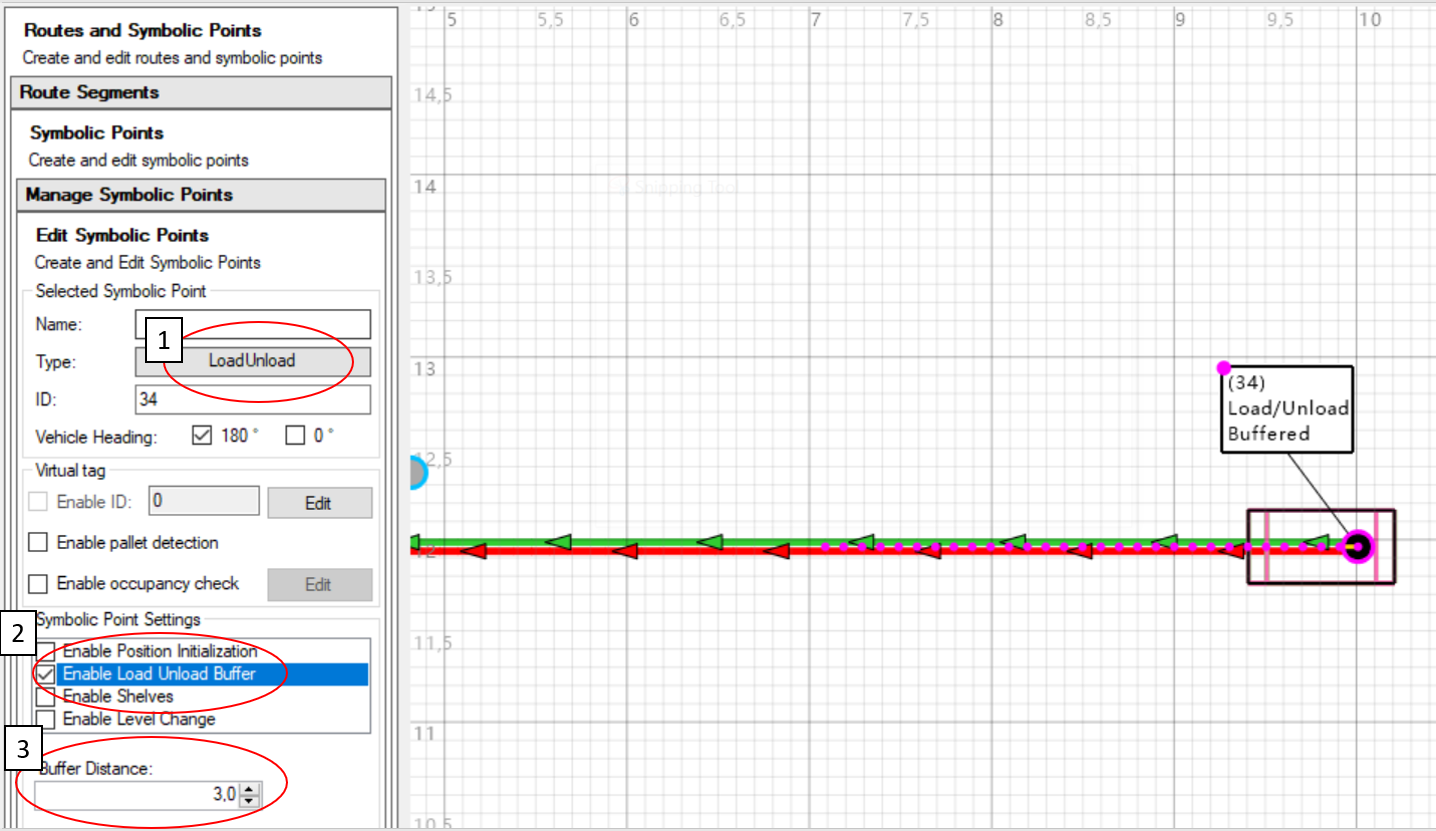 Routes and Symbolic Points
Create and edit routes and symbolic points
Route Segments
Symbolic Points
Create and edit symbolic points
Manage Symbolic Points
Edit Symbolic Points
Create and Edit Symbolic Points
Selected Symbolic Point
Name:
1
Type: LoadUnload
ID: 34
Vehicle Heading: 180 ° 0 °
Virtual tag
Enable ID: 0 Edit
Enable pallet detection
Enable occupancy check Edit
2
Symbolic Point Settings
Enable Position Initialization
Enable Load Unload Buffer
Enable Shelves
Enable Level Change
3
Buffer Distance:
3,0
5 5,5 6 6,5 7 7,5 8 8,5 9 9,5 10
14,5
14
Shipping
13,5
13
(34)
Load/Unload
Buffered
12,5
12
11,5
11
10,5